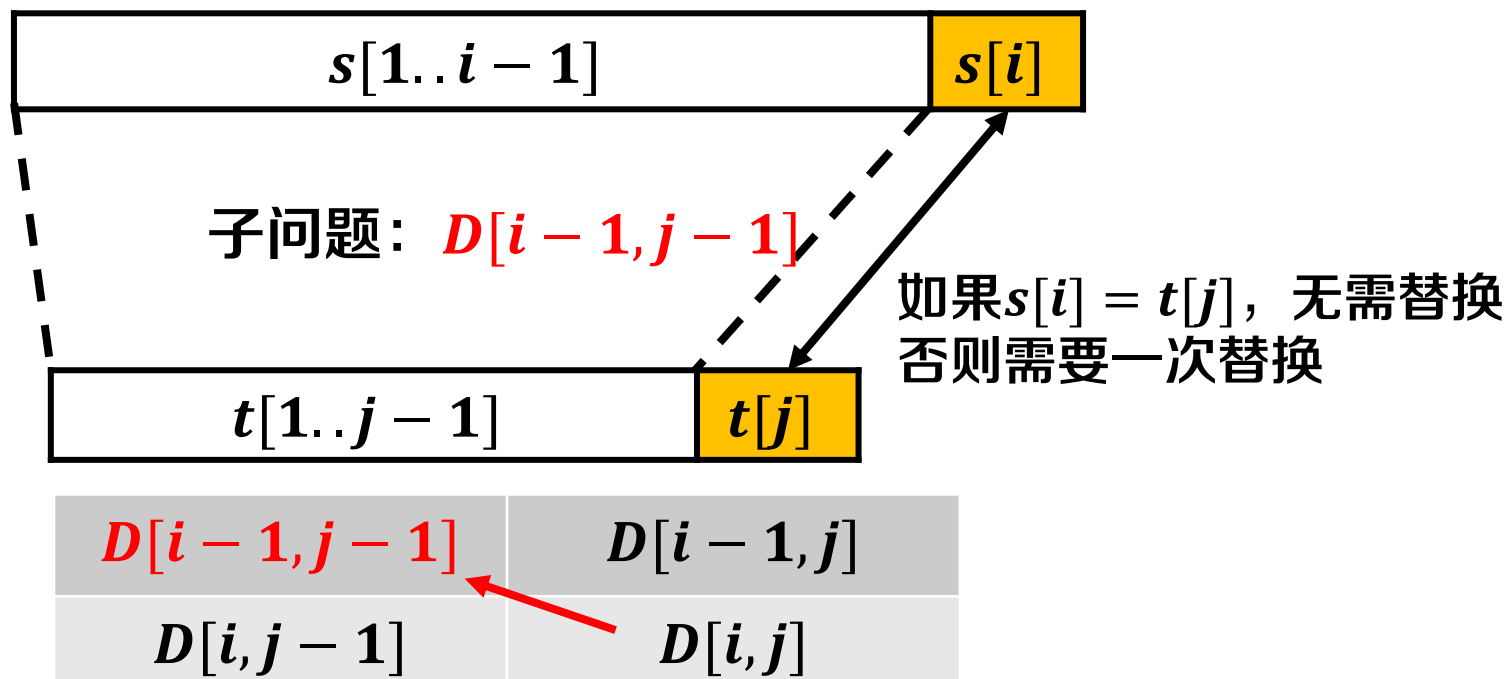 s[1..i − 1]
s[i]
子问题：D[i − 1, j − 1]
如果s[i] = t[j]，无需替换
否则需要一次替换
t[1..j − 1]
t[j]
D[i − 1, j − 1]
D[i − 1, j]
D[i, j − 1]
D[i, j]